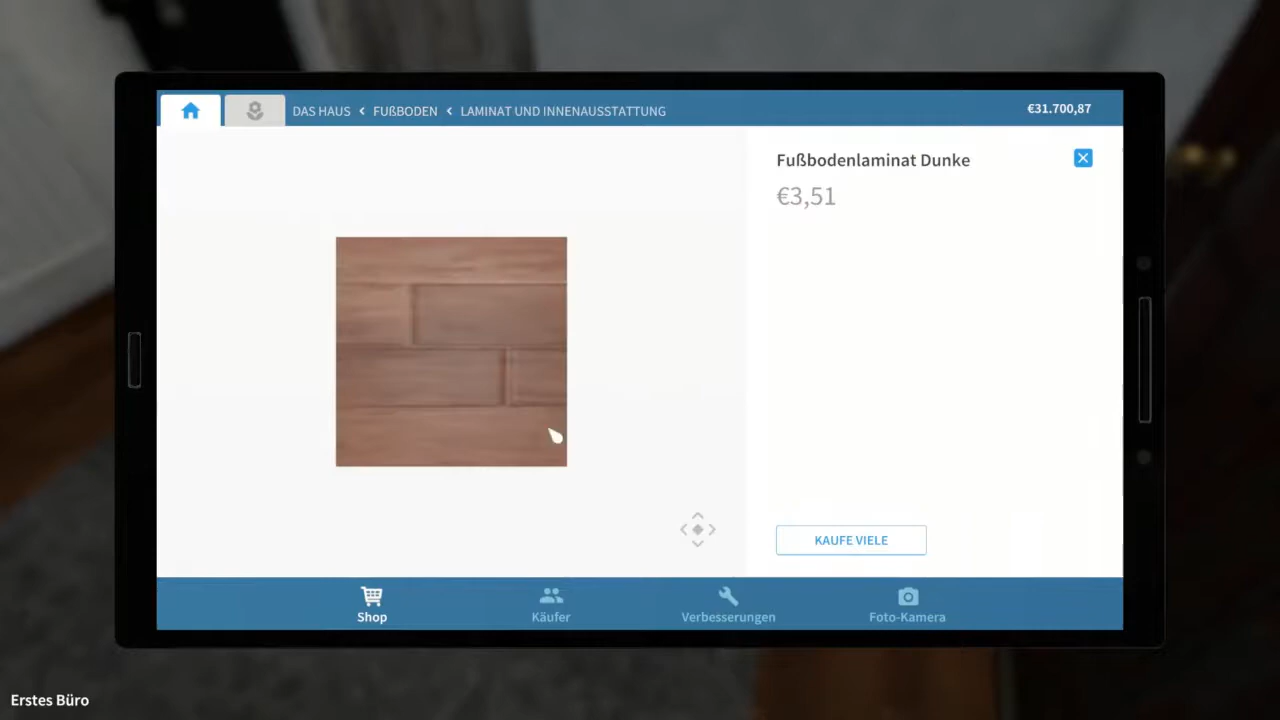 DAS HAUS < FUßBODEN < LAMINAT UND INNENAUSSTATTUNG
€31.700,87
Fußbodenlaminat Dunke
€3,51
KAUFE VIELE
Shop
Käufer
Verbesserungen
Foto-Kamera
Erstes Büro